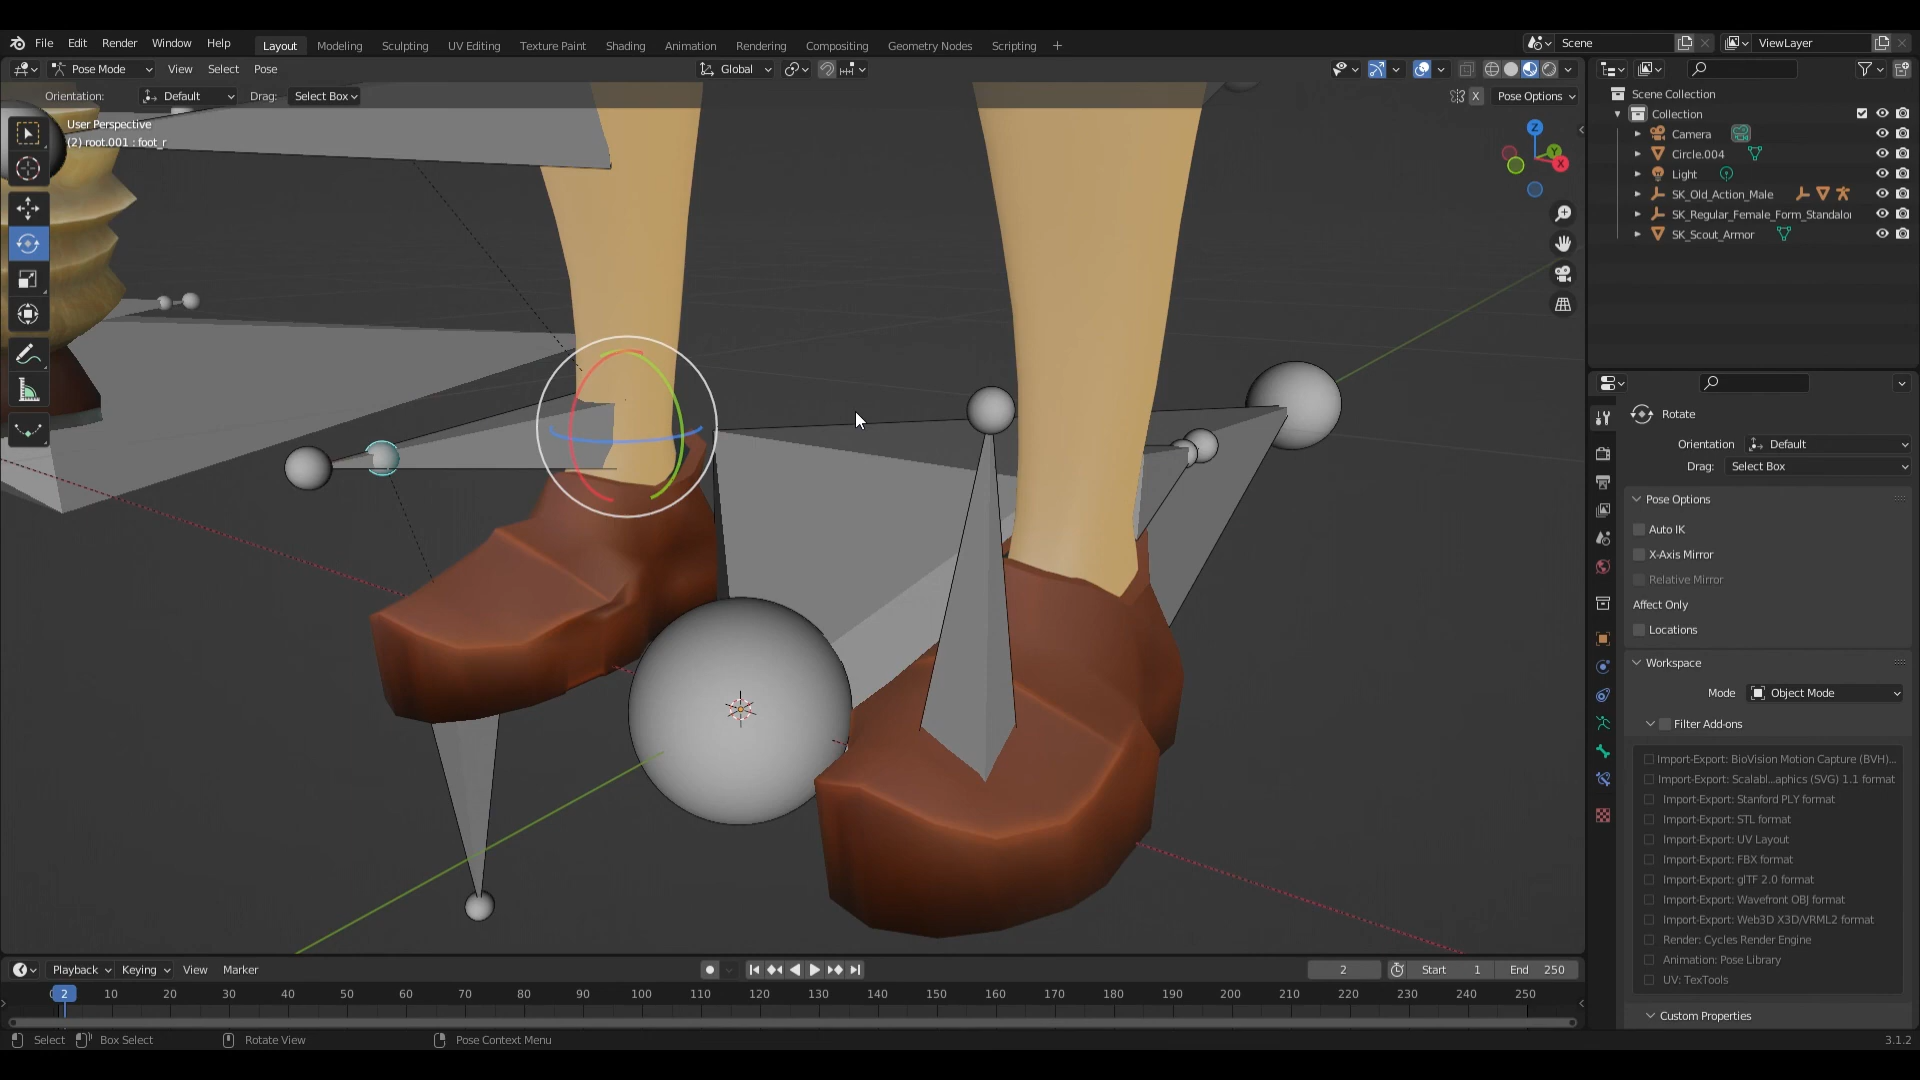 File Edit Render Window Help Layout Modeling Sculpting UV Editing Texture Paint Shading Animation Rendering Compositing Geometry Nodes Scripting + Scene ViewLayer
Pose Mode View Select Pose Global
Orientation: Default Drag: Select Box X Pose Options
User Perspective
(2) root.001 : foot_r
Z
Y
X
Scene Collection
Collection
Camera
Circle.004
Light
SK_Old_Action_Male
SK_Regular_Female_Form_Standalo
SK_Scout_Armor
Rotate
Orientation Default
Drag: Select Box
Pose Options
Auto IK
X-Axis Mirror
Relative Mirror
Affect Only
Locations
Workspace
Mode Object Mode
Filter Add-ons
Import-Export: BioVision Motion Capture (BVH)...
Import-Export: Scalabl...aphics (SVG) 1.1 format
Import-Export: Stanford PLY format
Import-Export: STL format
Import-Export: UV Layout
Import-Export: FBX format
Import-Export: glTF 2.0 format
Import-Export: Wavefront OBJ format
Import-Export: Web3D X3D/VRML2 format
Render: Cycles Render Engine
Animation: Pose Library
UV: TexTools
Custom Properties
Playback Keying View Marker 2 Start 1 End 250
2 10 20 30 40 50 60 70 80 90 100 110 120 130 140 150 160 170 180 190 200 210 220 230 240 250
Select Box Select Rotate View Pose Context Menu 3.1.2